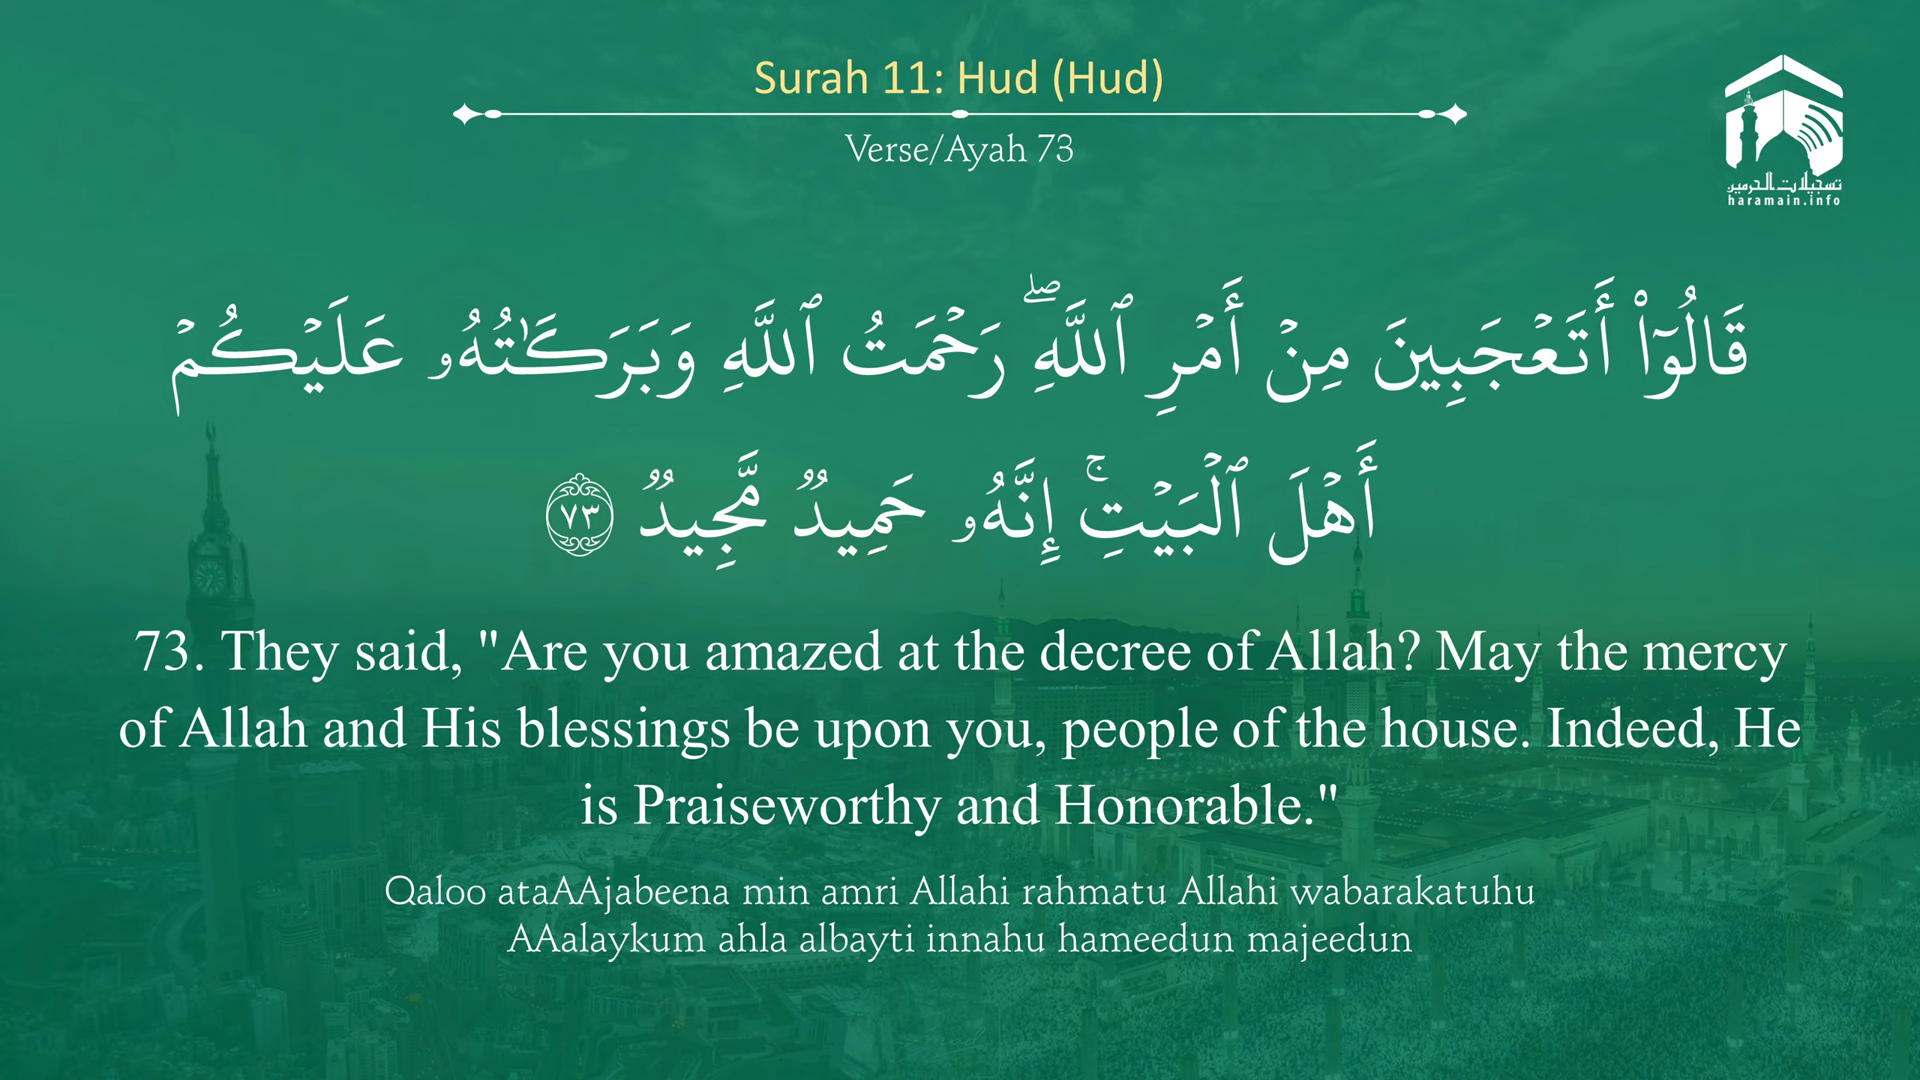 Surah 11: Hud (Hud)
Verse/Ayah 73
تسجيلات الحرمين
haramain.info
قَالُوٓا۟ أَتَعْجَبِينَ مِنْ أَمْرِ ٱللَّهِ ۖ رَحْمَتُ ٱللَّهِ وَبَرَكَـٰتُهُۥ عَلَيْكُمْ
أَهْلَ ٱلْبَيْتِ ۚ إِنَّهُۥ حَمِيدٌ مَّجِيدٌ ٧٣
73. They said, "Are you amazed at the decree of Allah? May the mercy
of Allah and His blessings be upon you, people of the house. Indeed, He
is Praiseworthy and Honorable."
Qaloo ataAAjabeena min amri Allahi rahmatu Allahi wabarakatuhu
AAalaykum ahla albayti innahu hameedun majeedun